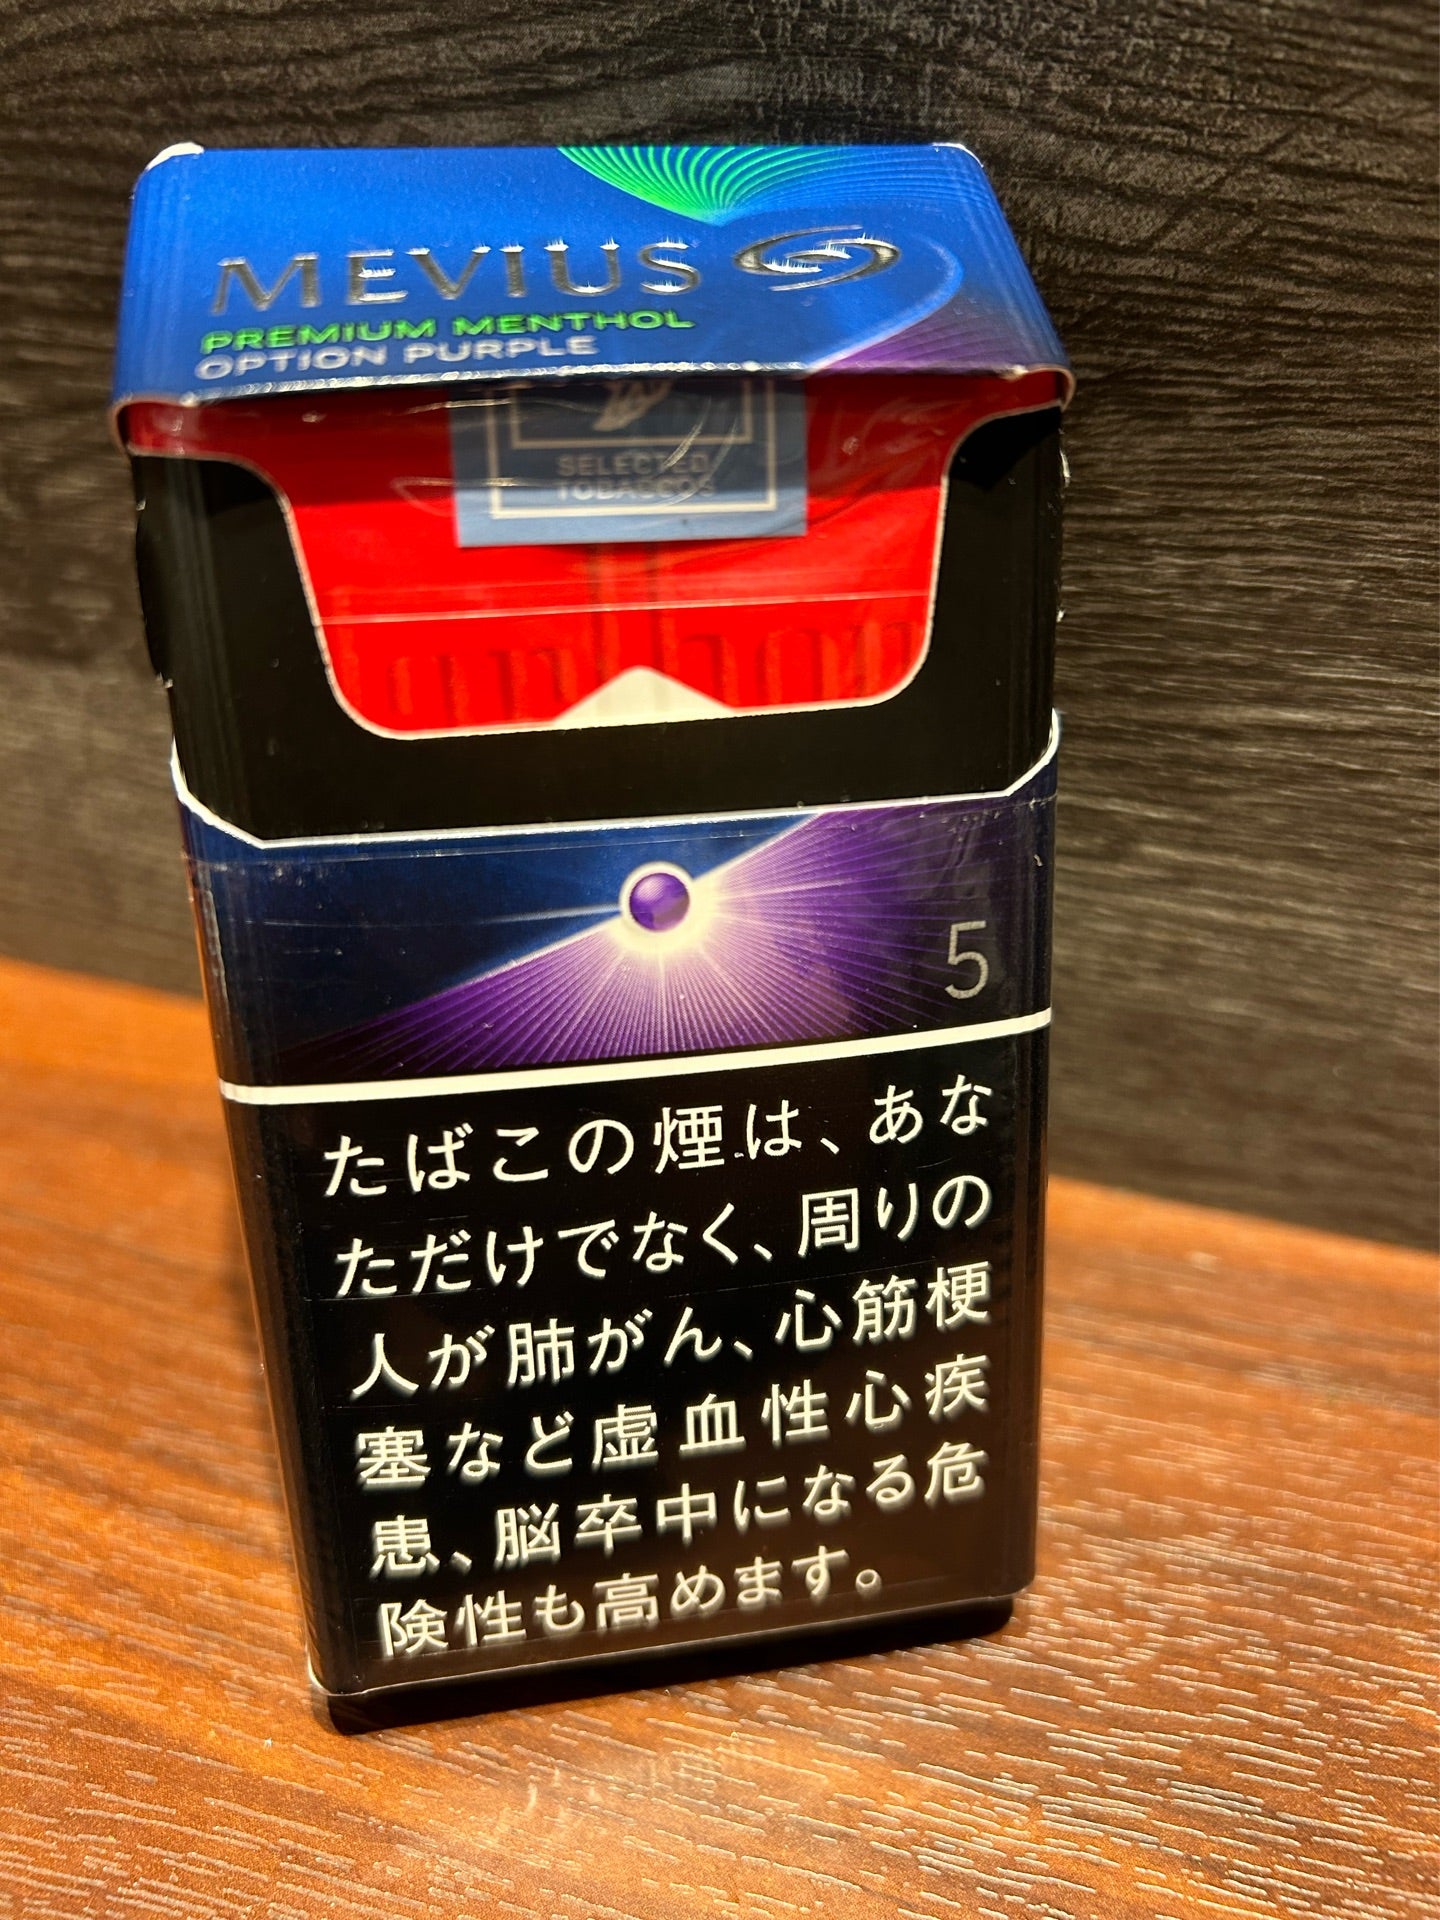 MEVIUS
PREMIUM MENTHOL
OPTION PURPLE
SELECTED
TOBACCOS
5
たばこの煙は、あな
ただけでなく、周りの
人が肺がん、心筋梗
塞など虚血性心疾
患、脳卒中になる危
険性も高めます。